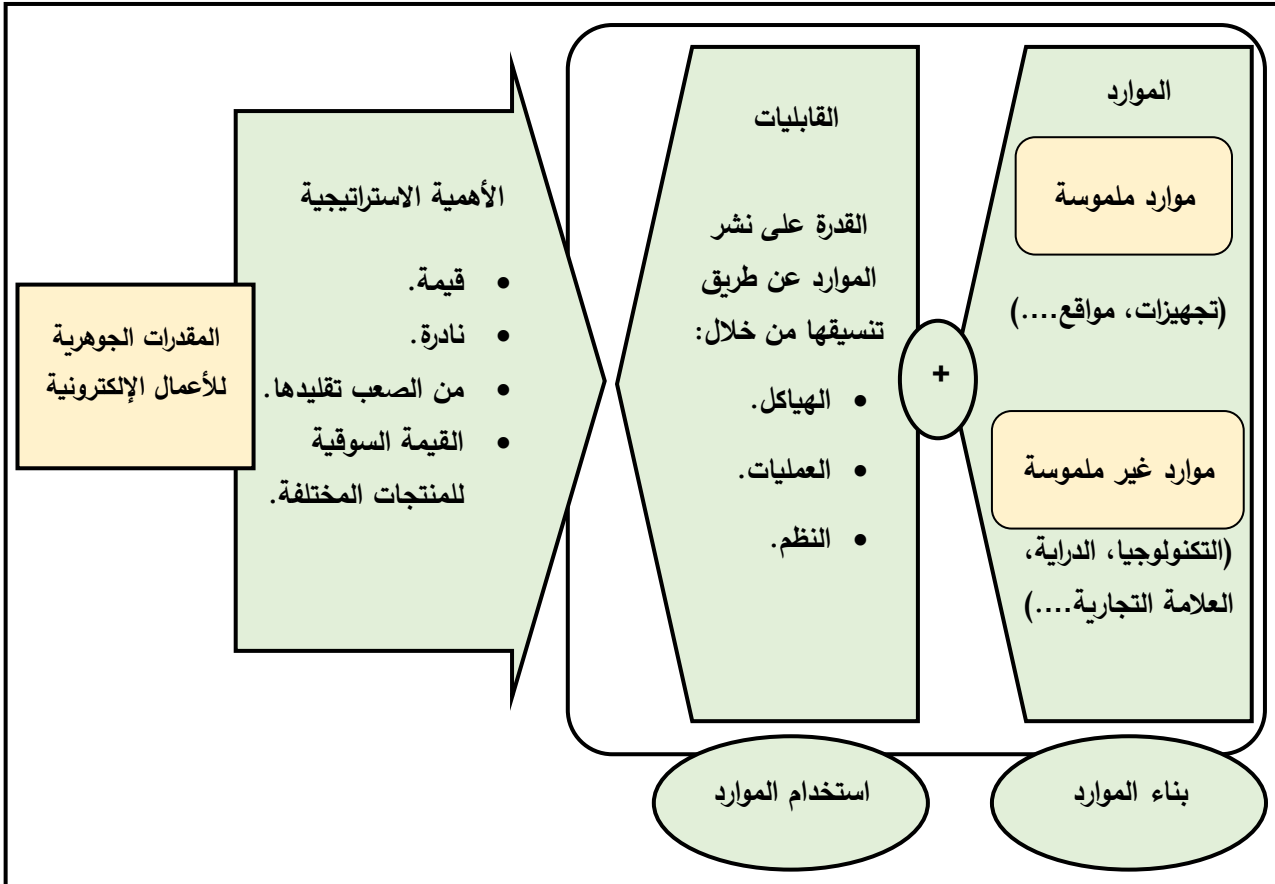 الموارد
موارد ملموسة
(تجهيزات، مواقع....)
موارد غير ملموسة
(التكنولوجيا، الدراية،
العلامة التجارية....)
+
القابليات
القدرة على نشر
الموارد عن طريق
تنسيقها من خلال:
• الهياكل.
• العمليات.
• النظم.
الأهمية الاستراتيجية
• قيمة.
• نادرة.
• من الصعب تقليدها.
• القيمة السوقية
للمنتجات المختلفة.
المقدرات الجوهرية
للأعمال الإلكترونية
بناء الموارد
استخدام الموارد